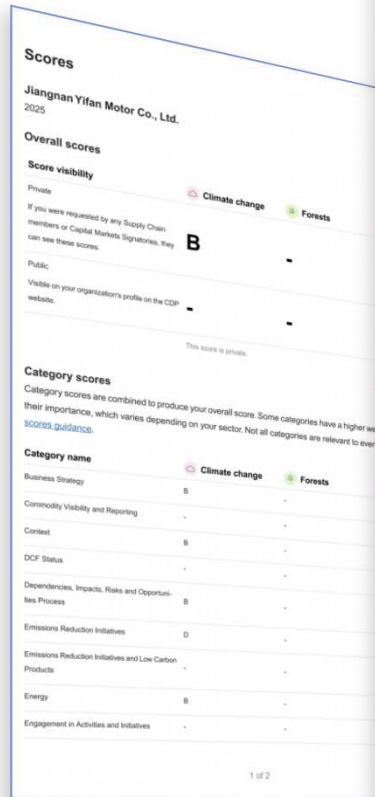 Scores
Jiangnan Yifan Motor Co., Ltd.
2025
Overall scores
Score visibility Climate change Forests
Private
If you were requested by any Supply Chain
members or Capital Markets Signatories, they
can see these scores.
B -
Public
Visible on your organization's profile on the CDP
website.
- -
This score is private.
Category scores
Category scores are combined to produce your overall score. Some categories have a higher we
their importance, which varies depending on your sector. Not all categories are relevant to ever
scores guidance.
Category name Climate change Forests
Business Strategy B -
Commodity Visibility and Reporting - -
Context B -
DCF Status - -
Dependencies, Impacts, Risks and Opportuni-
ties Process B -
Emissions Reduction Initiatives D -
Emissions Reduction Initiatives and Low Carbon
Products - -
Energy B -
Engagement in Activities and Initiatives - -
1 of 2